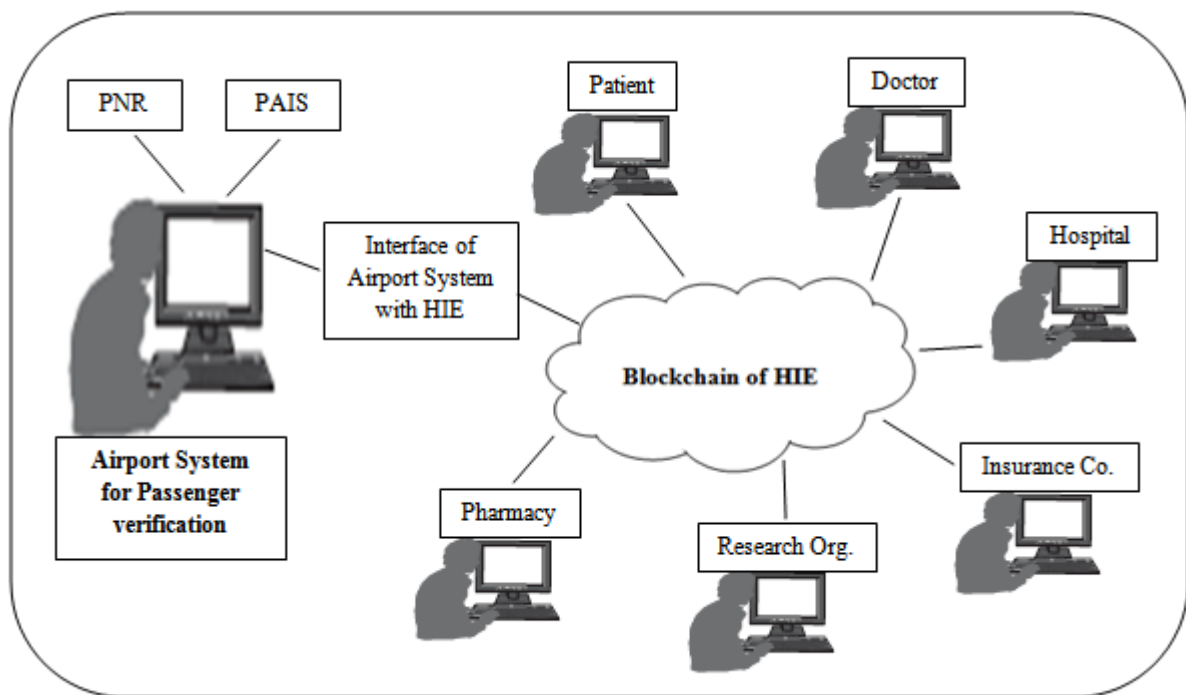 PNR
PAIS
Patient
Doctor
Interface of
Airport System
with HIE
Hospital
Blockchain of HIE
Airport System
for Passenger
verification
Insurance Co.
Pharmacy
Research Org.